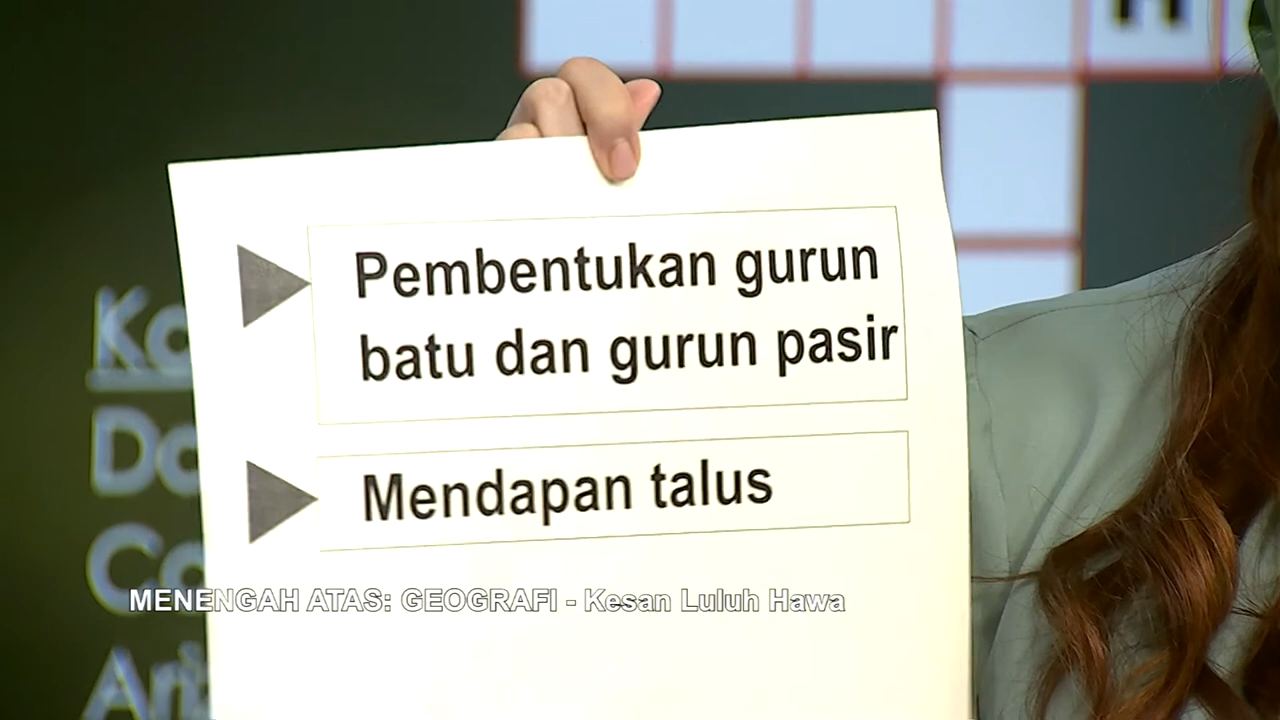 Pembentukan gurun
batu dan gurun pasir
Mendapan talus
MENENGAH ATAS: GEOGRAFI - Kesan Luluh Hawa